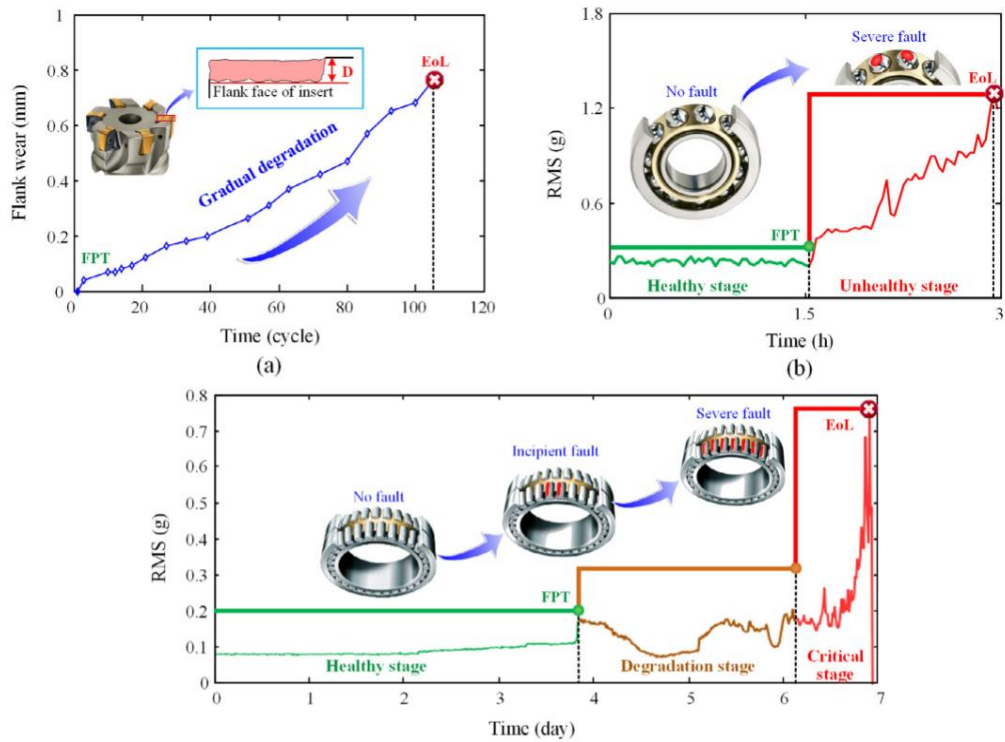 1
0.8
0.6
0.4
0.2
0
Flank wear (mm)
D
Flank face of insert
EoL
Gradual degradation
FPT
0 20 40 60 80 100 120
Time (cycle)
(a)
1.8
1.2
0.6
0
RMS (g)
Severe fault
No fault
EoL
FPT
Healthy stage
Unhealthy stage
1.5 3
Time (h)
(b)
0.8
0.7
0.6
0.5
0.4
0.3
0.2
0.1
0
RMS (g)
Severe fault
EoL
Incipient fault
No fault
FPT
Healthy stage
Degradation stage
Critical
stage
0 1 2 3 4 5 6 7
Time (day)